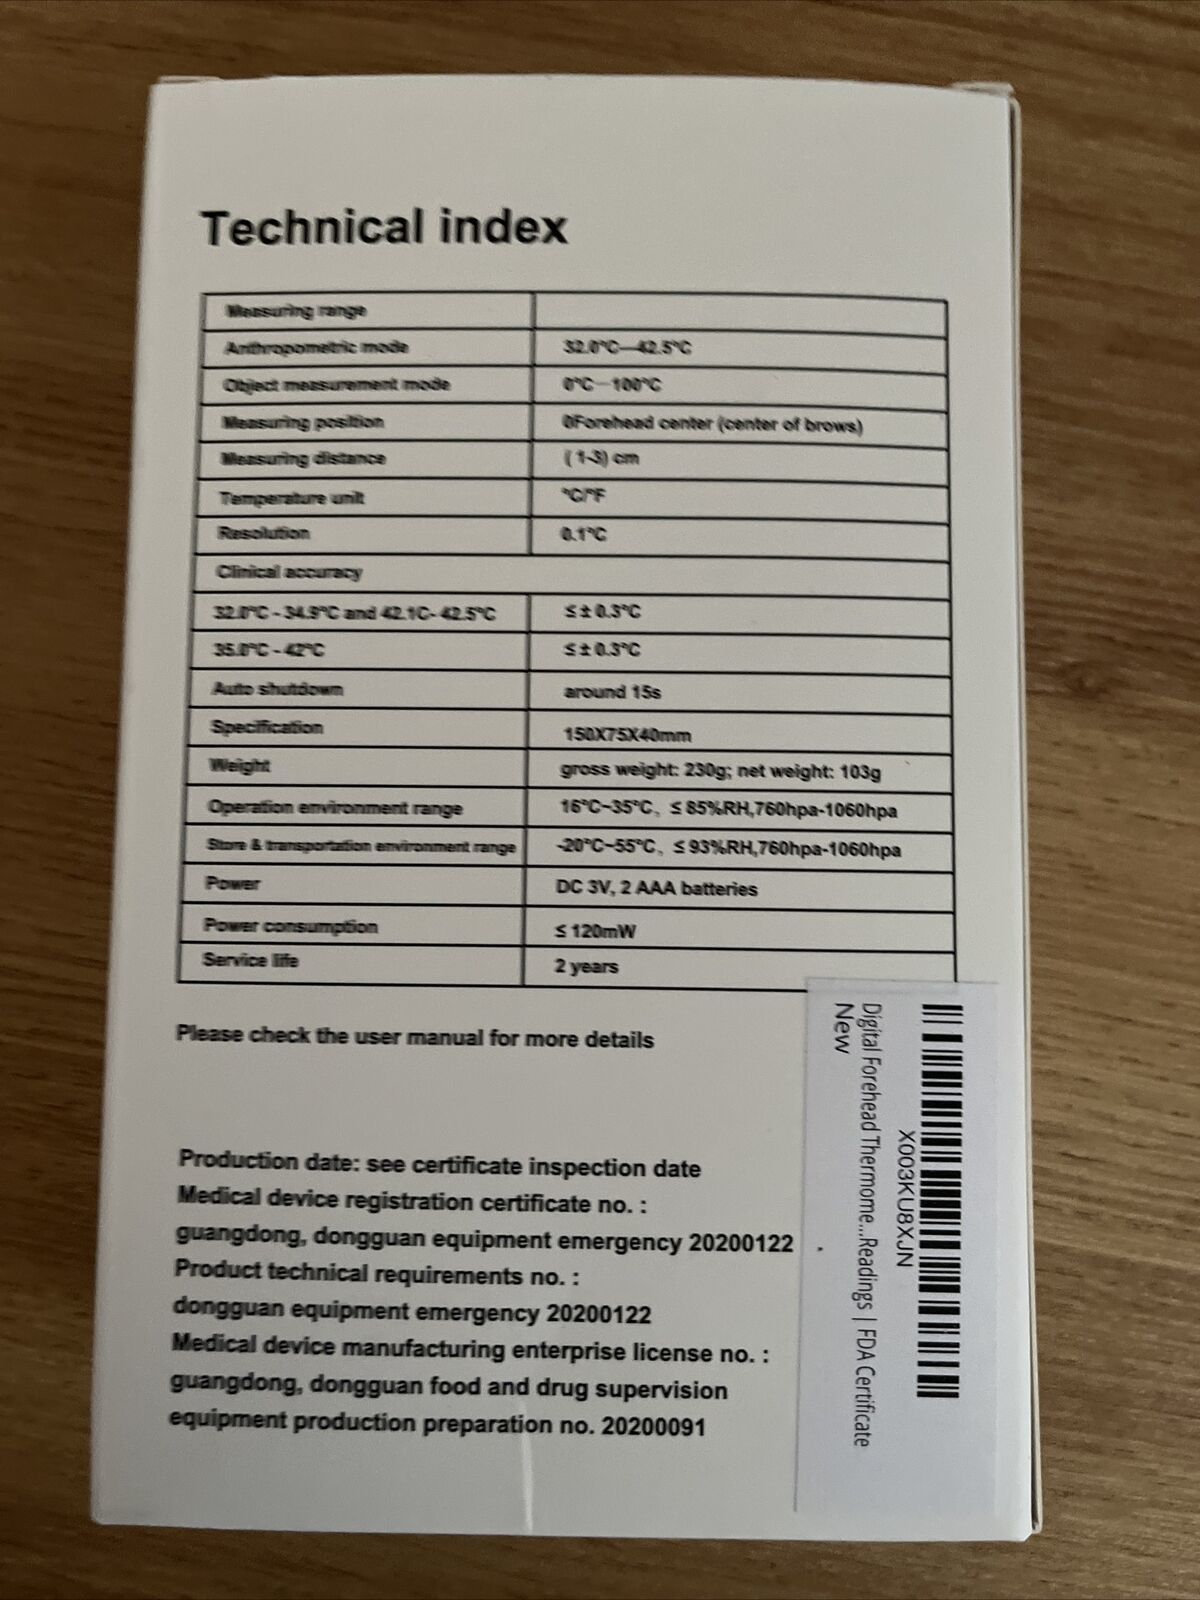 Technical index
Measuring range
Anthropometric mode 32.0°C—42.5°C
Object measurement mode 0°C—100°C
Measuring position 0Forehead center (center of brows)
Measuring distance (1-3) cm
Temperature unit °C/°F
Resolution 0.1°C
Clinical accuracy
32.0°C - 34.9°C and 42.1C- 42.5°C ≤±0.3°C
35.0°C - 42°C ≤±0.3°C
Auto shutdown around 15s
Specification 150X75X40mm
Weight gross weight: 230g; net weight: 103g
Operation environment range 16°C~35°C, ≤85%RH,760hpa-1060hpa
Store & transportation environment range -20°C~55°C, ≤93%RH,760hpa-1060hpa
Power DC 3V, 2 AAA batteries
Power consumption ≤120mW
Service life 2 years
Please check the user manual for more details
Production date: see certificate inspection date
Medical device registration certificate no. :
guangdong, dongguan equipment emergency 20200122 .
Product technical requirements no. :
dongguan equipment emergency 20200122
Medical device manufacturing enterprise license no. :
guangdong, dongguan food and drug supervision
equipment production preparation no. 20200091
X003KU8XJN
Digital Forehead Thermome...Readings | FDA Certificate
New